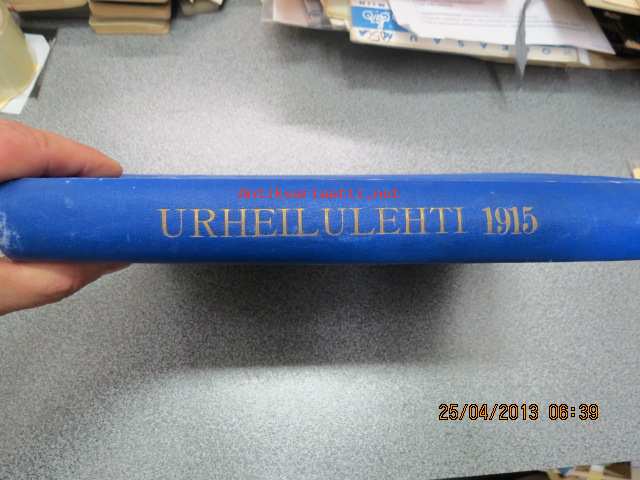 Antikvariaatti.net
URHEILULEHTI 1915
25/04/2013 06:39